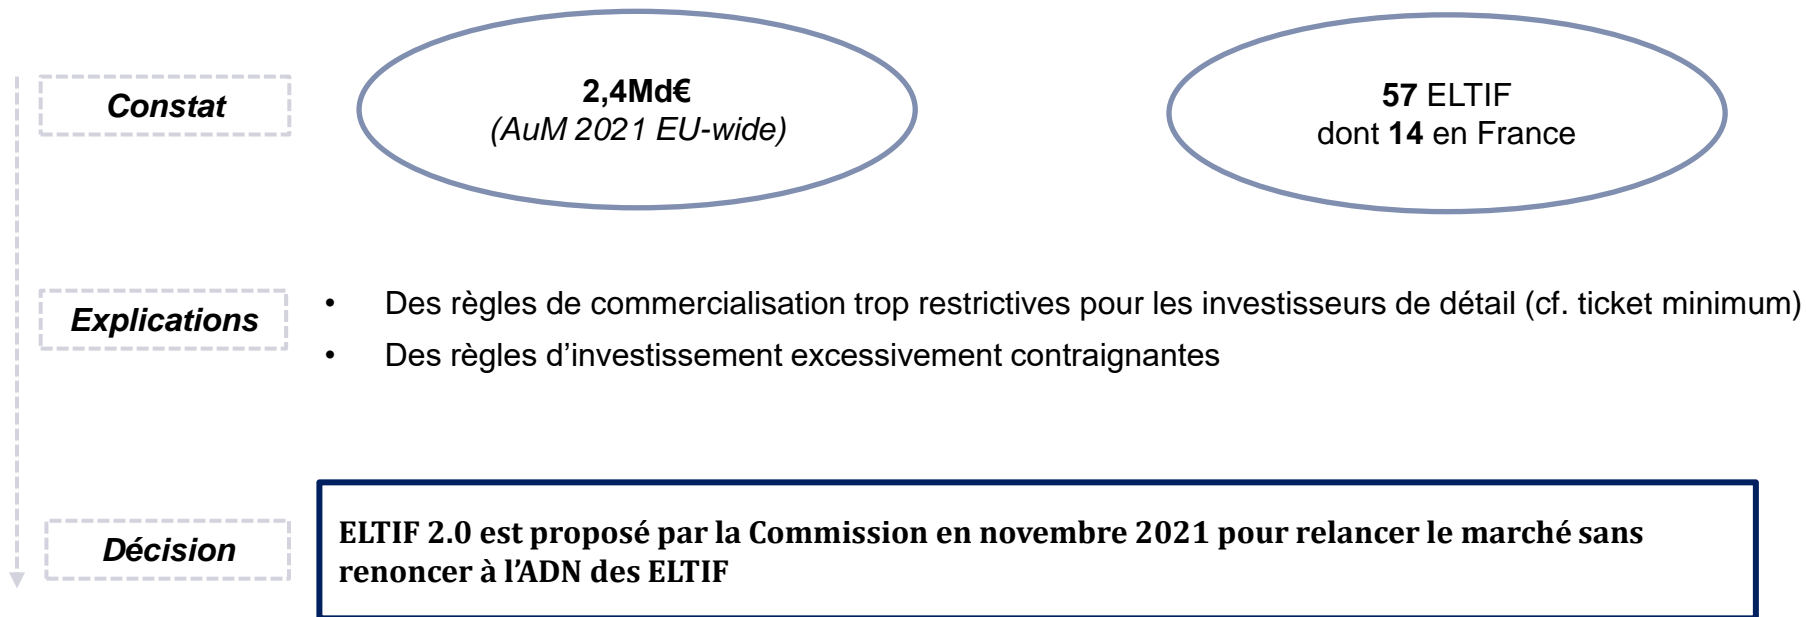 Constat
2,4Md€
(AuM 2021 EU-wide)
57 ELTIF
dont 14 en France
Explications
• Des règles de commercialisation trop restrictives pour les investisseurs de détail (cf. ticket minimum)
• Des règles d’investissement excessivement contraignantes
Décision
ELTIF 2.0 est proposé par la Commission en novembre 2021 pour relancer le marché sans
renoncer à l’ADN des ELTIF